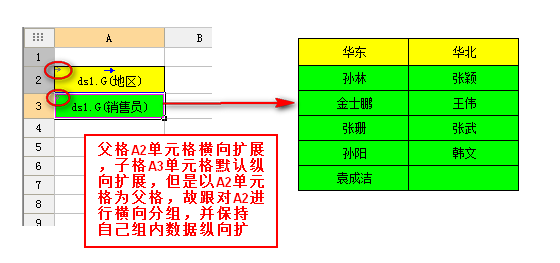 A
B
1
2
ds1.G(地区)
3
ds1.G(销售员)
4
5
6
7
8
9
父格A2单元格横向扩展
，子格A3单元格默认纵
向扩展，但是以A2单元
格为父格，故跟对A2进
行横向分组，并保持
自己组内数据纵向扩
华东
华北
孙林
张颖
金士鹏
王伟
张珊
张武
孙阳
韩文
袁成洁